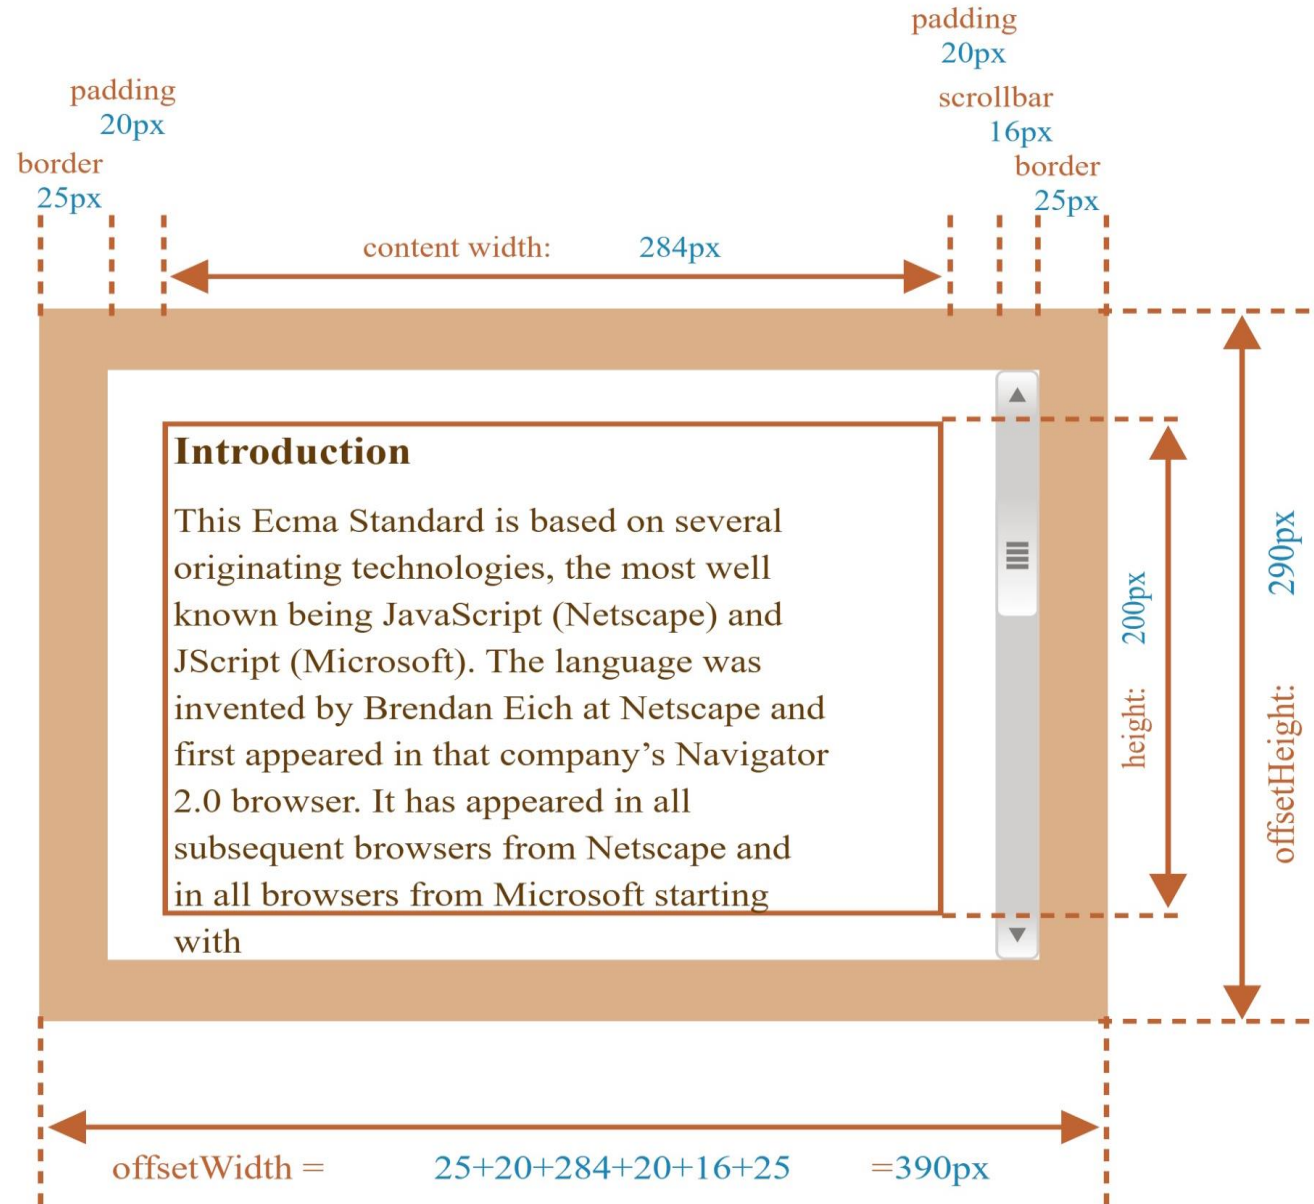 padding
20px
padding
20px
scrollbar
16px
border
25px
border
25px
content width: 284px
Introduction
This Ecma Standard is based on several
originating technologies, the most well
known being JavaScript (Netscape) and
JScript (Microsoft). The language was
invented by Brendan Eich at Netscape and
first appeared in that company’s Navigator
2.0 browser. It has appeared in all
subsequent browsers from Netscape and
in all browsers from Microsoft starting
with
height: 200px
offsetHeight: 290px
offsetWidth = 25+20+284+20+16+25 =390px